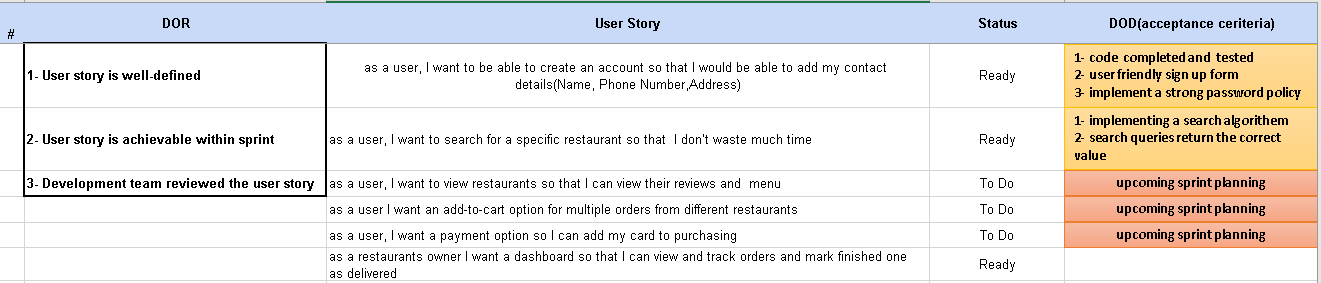 # DOR User Story Status DOD(acceptance ceriteria)
1- User story is well-defined
as a user, I want to be able to create an account so that I would be able to add my contact
details(Name, Phone Number,Address)
Ready
1- code completed and tested
2- userfriendly sign up form
3- implement a strong password policy
2- User story is achievable within sprint
as a user, I want to search for a specific restaurant so that I don't waste much time
Ready
1- implementing a search algorithem
2- search queries return the correct
value
3- Development team reviewed the user story
as a user, I want to view restaurants so that I can view their reviews and menu
To Do
upcoming sprint planning
as a user I want an add-to-cart option for multiple orders from different restaurants
To Do
upcoming sprint planning
as a user, I want a payment option so I can add my card to purchasing
To Do
upcoming sprint planning
as a restaurants owner I want a dashboard so that I can view and track orders and mark finished one
as delivered
Ready